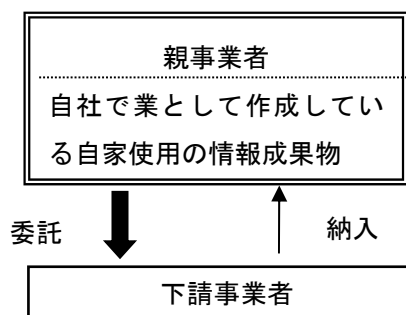 親事業者
自社で業として作成してい
る自家使用の情報成果物
委託
納入
下請事業者